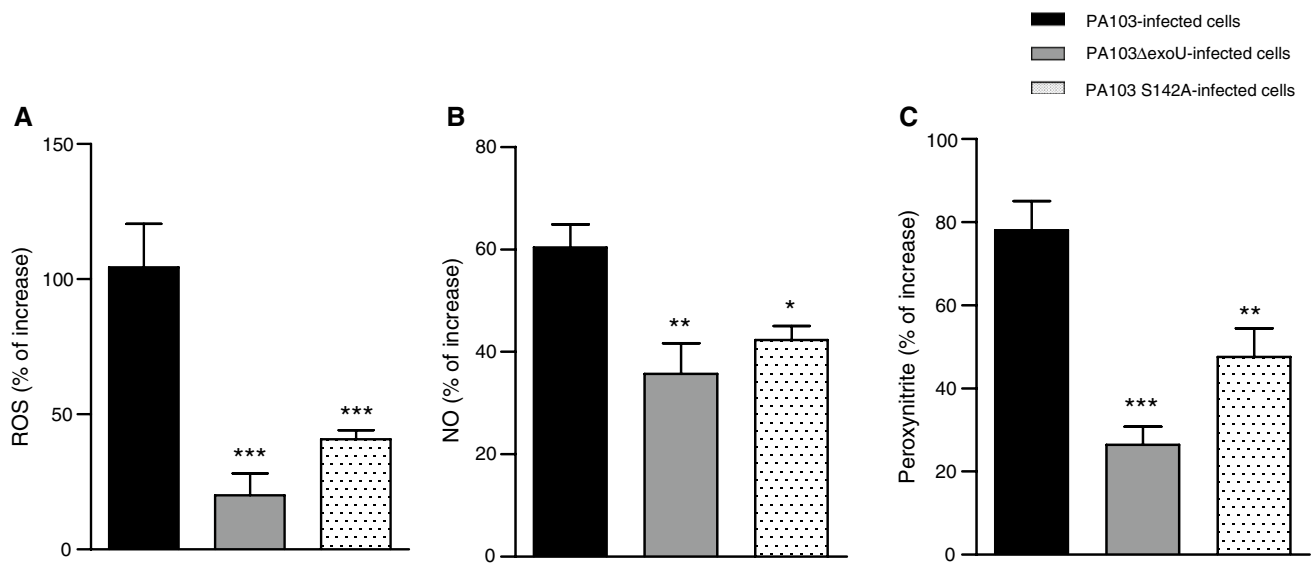 PA103-infected cells
PA103ΔexoU-infected cells
PA103 S142A-infected cells
A
150
100
50
0
ROS (% of increase)
***
***
B
80
60
40
20
0
NO (% of increase)
**
*
C
100
80
60
40
20
0
Peroxynitrite (% of increase)
***
**